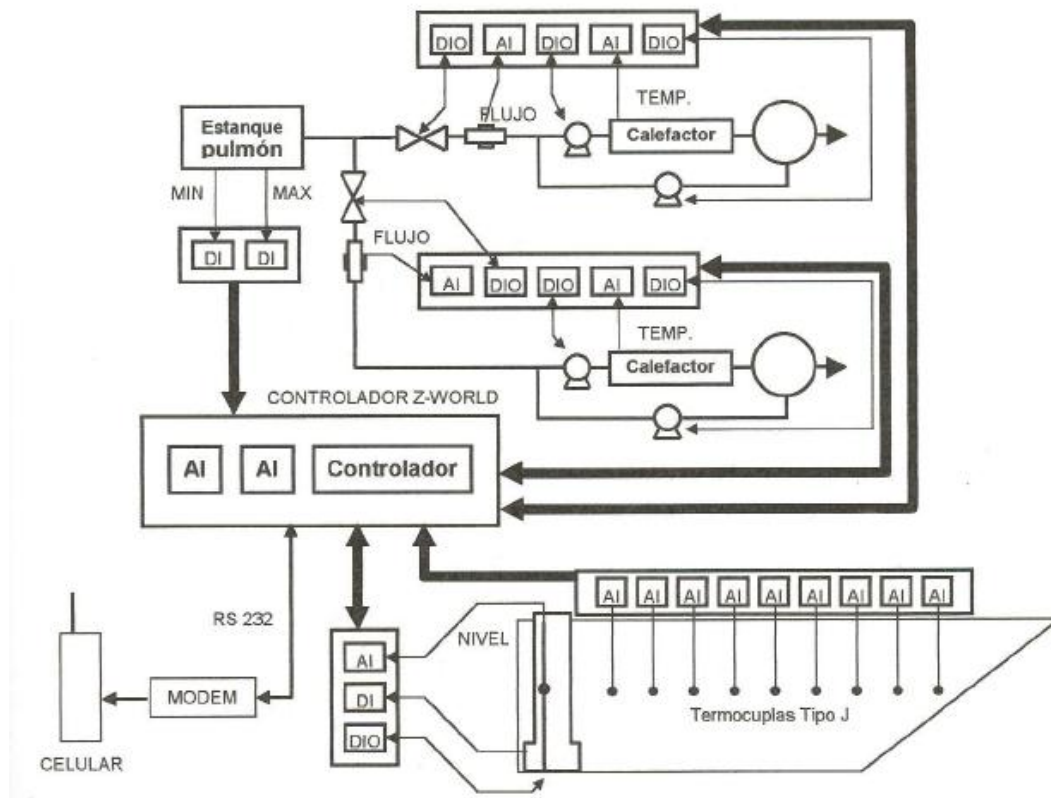 DIO AI DIO AI DIO
FLUJO
TEMP.
Calefactor
Estanque
pulmón
MIN
MAX
DI DI
FLUJO
AI DIO DIO AI DIO
TEMP.
Calefactor
CONTROLADOR Z-WORLD
AI AI Controlador
RS 232
AI AI AI AI AI AI AI AI AI
NIVEL
AI
DI
DIO
Termocuplas Tipo J
MODEM
CELULAR